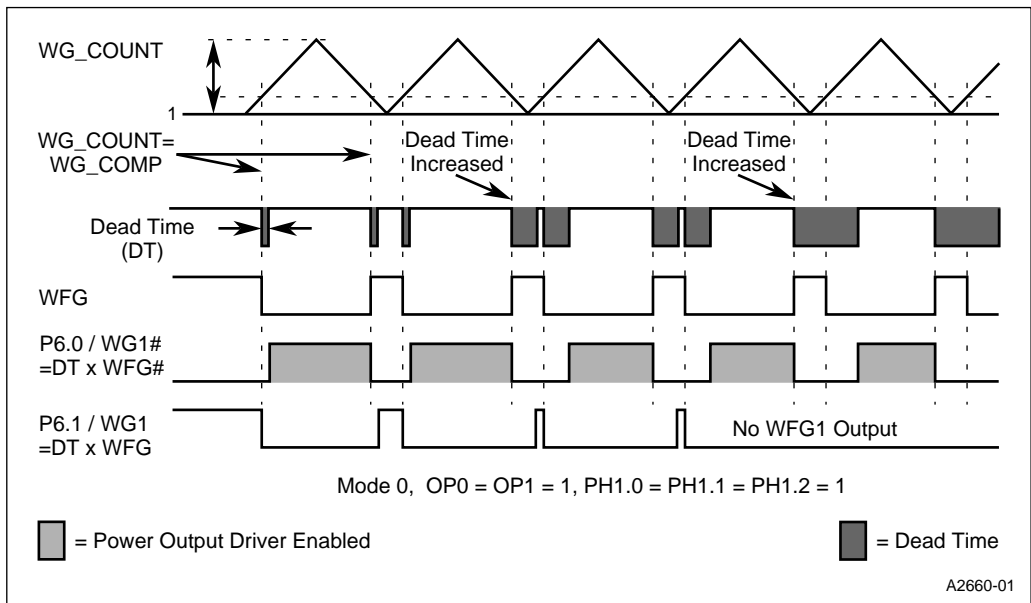 WG_COUNT
1
WG_COUNT=
WG_COMP
Dead Time
Increased
Dead Time
Increased
Dead Time
(DT)
WFG
P6.0 / WG1#
=DT x WFG#
P6.1 / WG1
=DT x WFG
No WFG1 Output
Mode 0, OP0 = OP1 = 1, PH1.0 = PH1.1 = PH1.2 = 1
= Power Output Driver Enabled
= Dead Time
A2660-01